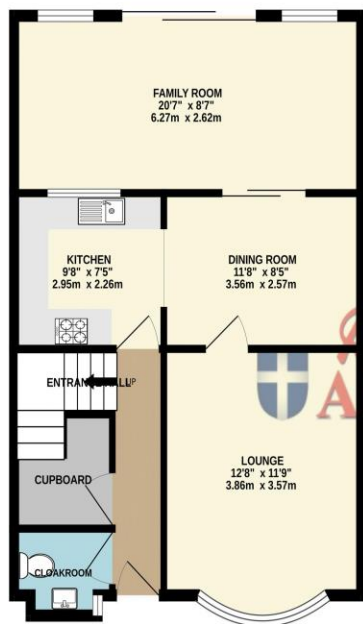 FAMILY ROOM
20'7" x 8'7"
6.27m x 2.62m
KITCHEN
9'8" x 7'5"
2.95m x 2.26m
DINING ROOM
11'8" x 8'5"
3.56m x 2.57m
ENTRANCE HALL
UP
CUPBOARD
LOUNGE
12'8" x 11'9"
3.86m x 3.57m
CLOAKROOM
A